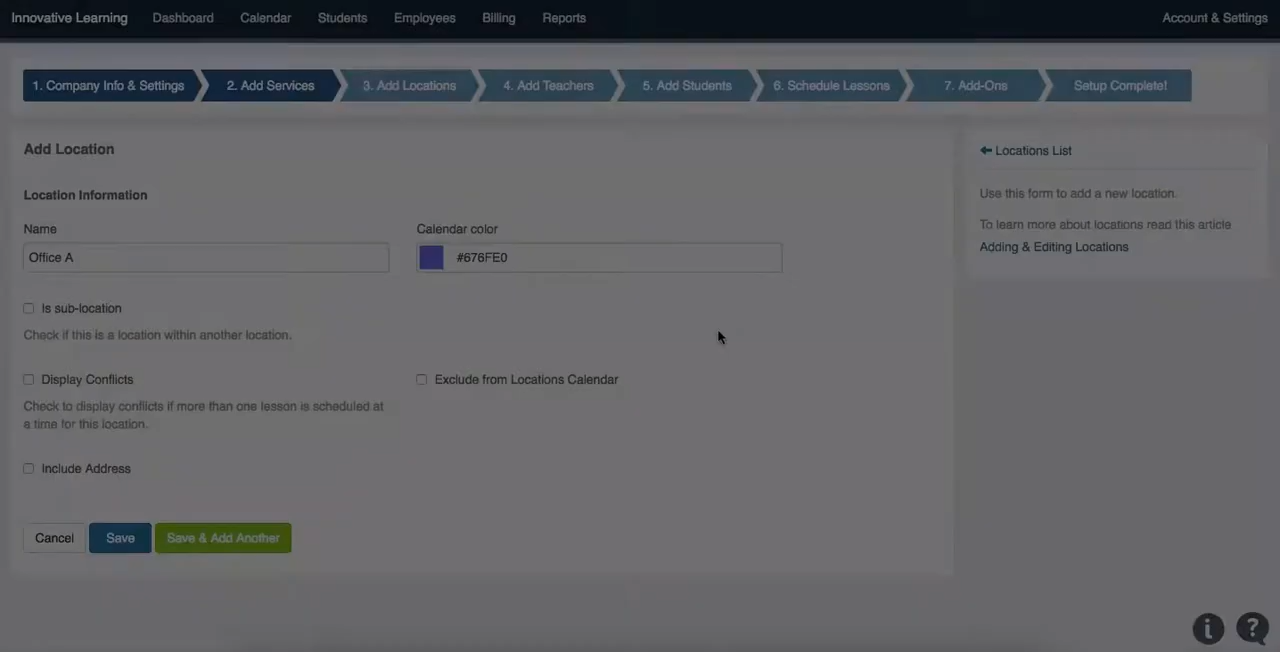 Innovative Learning Dashboard Calendar Students Employees Billing Reports Account & Settings
1. Company Info & Settings 2. Add Services 3. Add Locations 4. Add Teachers 5. Add Students 6. Schedule Lessons 7. Add-Ons Setup Complete!
Add Location
Location Information
Name
Office A
Calendar color
#676FE0
Is sub-location
Check if this is a location within another location.
Display Conflicts
Check to display conflicts if more than one lesson is scheduled at
a time for this location.
Exclude from Locations Calendar
Include Address
Cancel Save Save & Add Another
Locations List
Use this form to add a new location.
To learn more about locations read this article
Adding & Editing Locations